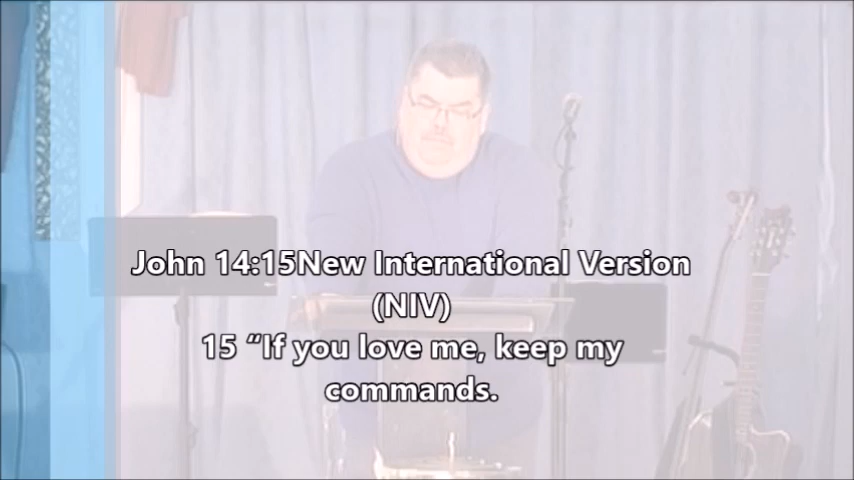 John 14:15New International Version
(NIV)
15 “If you love me, keep my
commands.